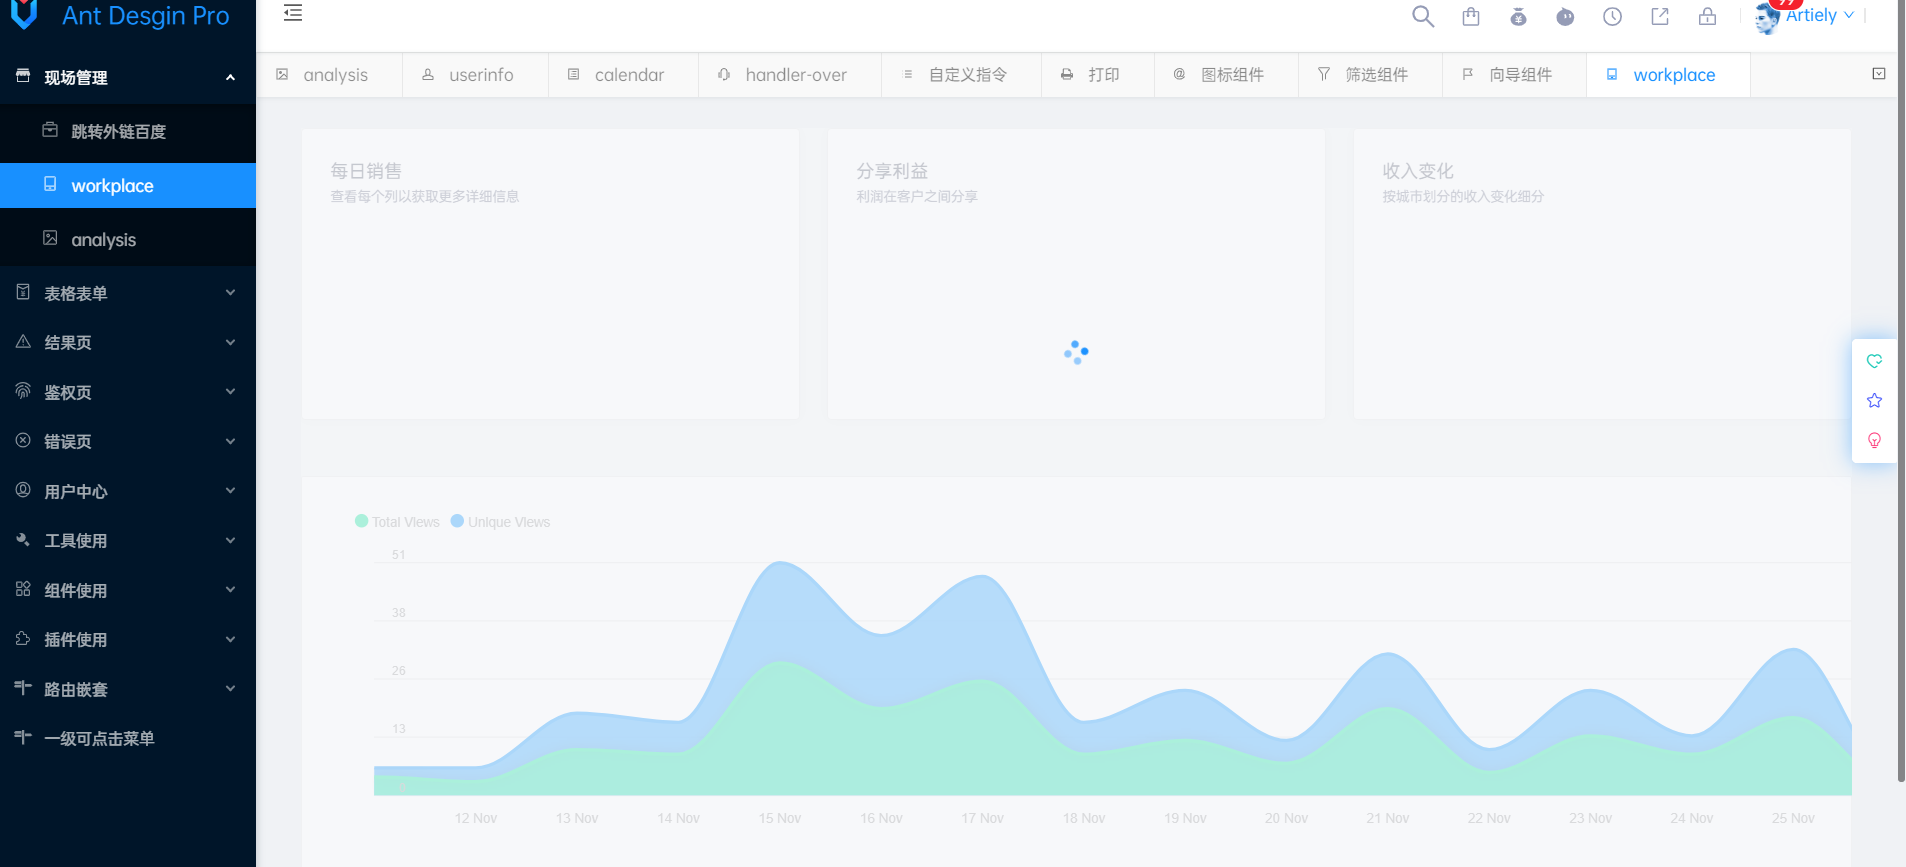 Ant Desgin Pro
99
Artiely
现场管理
跳转外链百度
workplace
analysis
表格表单
结果页
鉴权页
错误页
用户中心
工具使用
组件使用
插件使用
路由嵌套
一级可点击菜单
analysis
userinfo
calendar
handler-over
自定义指令
打印
图标组件
筛选组件
向导组件
workplace
每日销售
查看每个列以获取更多详细信息
分享利益
利润在客户之间分享
收入变化
按城市划分的收入变化细分
Total Views
Unique Views
51
38
26
13
12 Nov
13 Nov
14 Nov
15 Nov
16 Nov
17 Nov
18 Nov
19 Nov
20 Nov
21 Nov
22 Nov
23 Nov
24 Nov
25 Nov